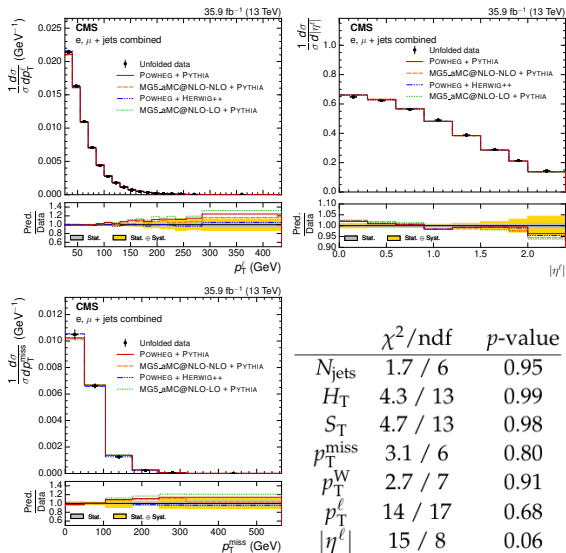 35.9 fb⁻¹ (13 TeV)
CMS
e, μ + jets combined
Unfolded data
POWHEG + PYTHIA
MG5_aMC@NLO-NLO + PYTHIA
POWHEG + HERWIG++
MG5_aMC@NLO-LO + PYTHIA
1/σ dσ/dp_T^ℓ (GeV⁻¹)
0.025
0.020
0.015
0.010
0.005
0.000
Pred. Data
1.4
1.2
1.0
0.8
0.6
Stat.
Stat. ⊕ Syst.
50 100 150 200 250 300 350 400
p_T^ℓ (GeV)
35.9 fb⁻¹ (13 TeV)
CMS
e, μ + jets combined
Unfolded data
POWHEG + PYTHIA
MG5_aMC@NLO-NLO + PYTHIA
POWHEG + HERWIG++
MG5_aMC@NLO-LO + PYTHIA
1/σ dσ/d|η^ℓ|
1.2
1.0
0.8
0.6
0.4
0.2
0.0
Pred. Data
1.10
1.05
1.00
0.95
0.90
Stat.
Stat. ⊕ Syst.
0.0 0.5 1.0 1.5 2.0
|η^ℓ|
35.9 fb⁻¹ (13 TeV)
CMS
e, μ + jets combined
Unfolded data
POWHEG + PYTHIA
MG5_aMC@NLO-NLO + PYTHIA
POWHEG + HERWIG++
MG5_aMC@NLO-LO + PYTHIA
1/σ dσ/dp_T^miss (GeV⁻¹)
0.012
0.010
0.008
0.006
0.004
0.002
0.000
Pred. Data
1.4
1.2
1.0
0.8
0.6
Stat.
Stat. ⊕ Syst.
0 100 200 300 400 500
p_T^miss (GeV)
χ²/ndf p-value
N_jets 1.7 / 6 0.95
H_T 4.3 / 13 0.99
S_T 4.7 / 13 0.98
p_T^miss 3.1 / 6 0.80
p_T^W 2.7 / 7 0.91
p_T^ℓ 14 / 17 0.68
|η^ℓ| 15 / 8 0.06